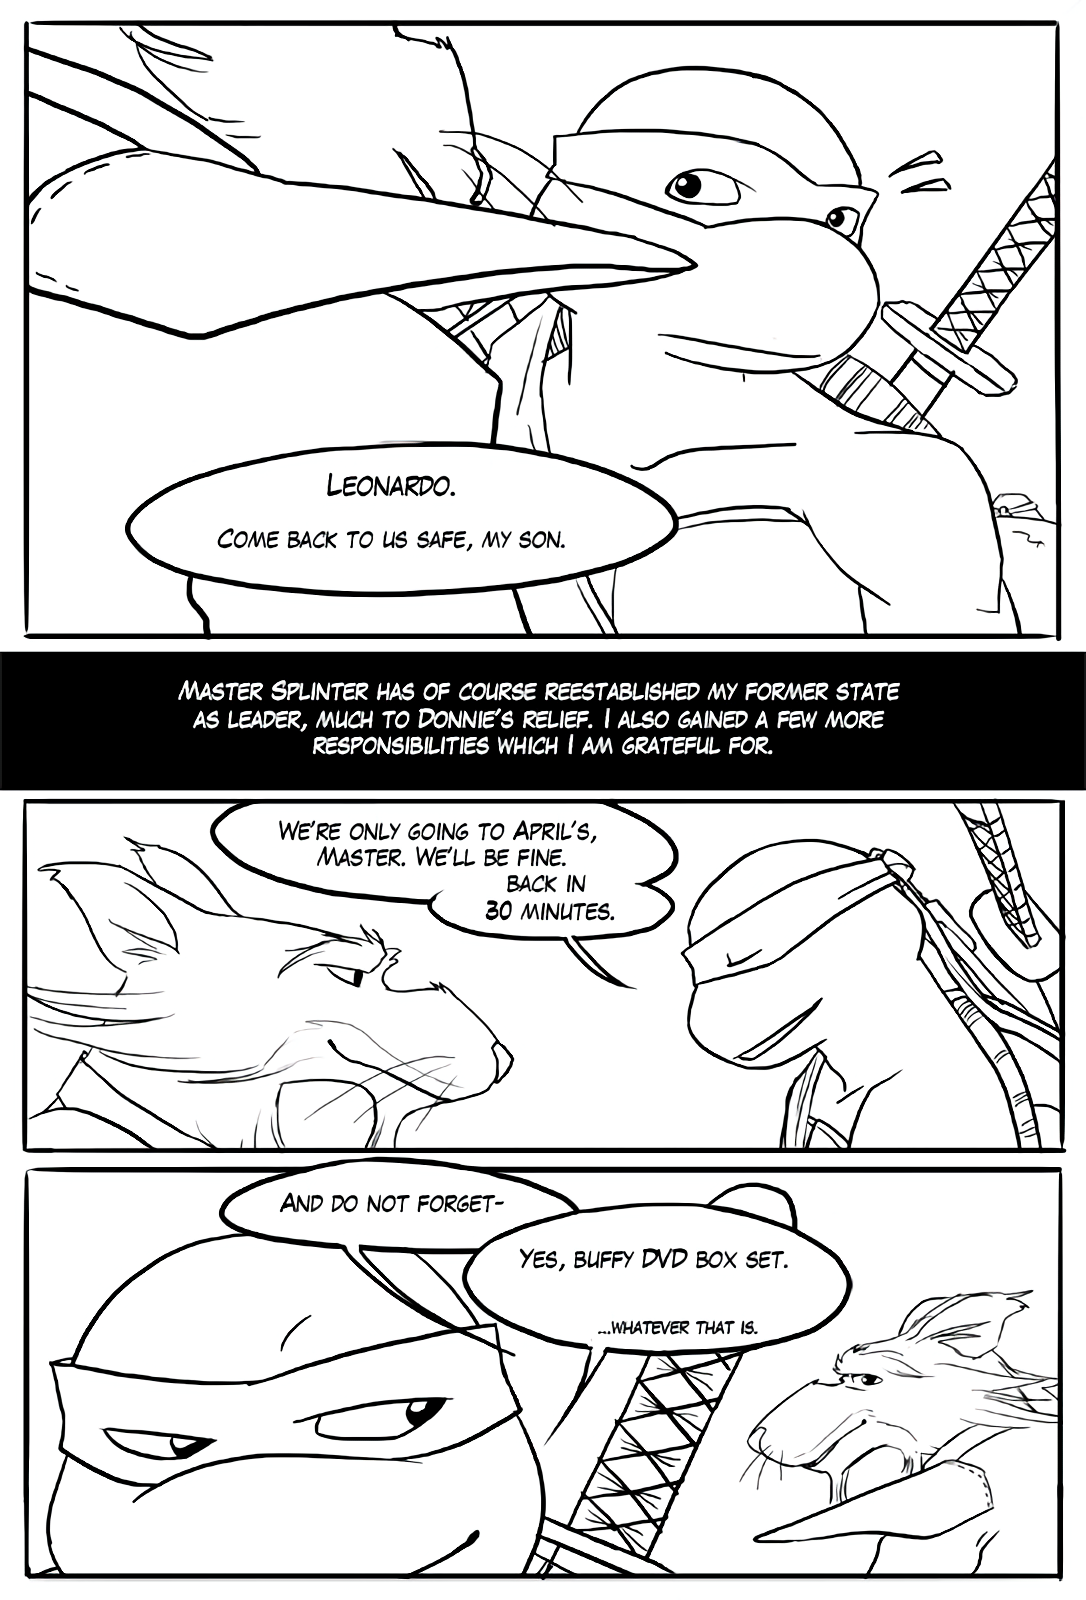 LEONARDO.
COME BACK TO US SAFE, MY SON.
MASTER SPLINTER HAS OF COURSE REESTABLISHED MY FORMER STATE
AS LEADER, MUCH TO DONNIE'S RELIEF. I ALSO GAINED A FEW MORE
RESPONSIBILITIES WHICH I AM GRATEFUL FOR.
WE'RE ONLY GOING TO APRIL'S,
MASTER. WE'LL BE FINE.
BACK IN
30 MINUTES.
AND DO NOT FORGET-
YES, BUFFY DVD BOX SET.
...WHATEVER THAT IS.